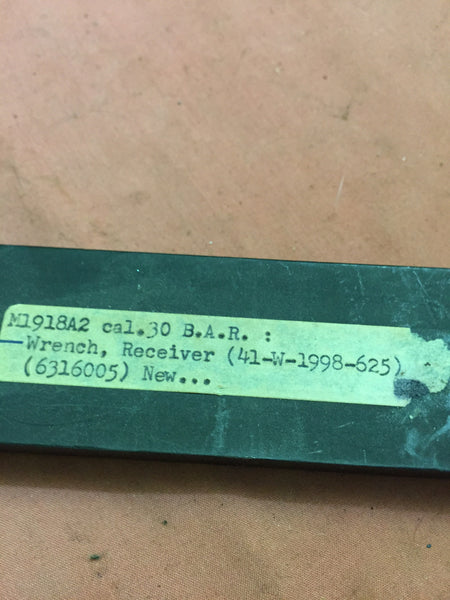 M1918A2 cal.30 B.A.R. :
Wrench, Receiver (41-W-1998-625)
(6316005) New...